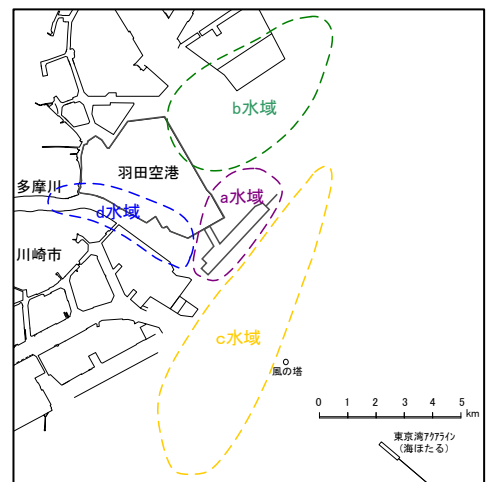 b水域
羽田空港
多摩川
a水域
d水域
川崎市
c水域
風の塔
0 1 2 3 4 5
km
東京湾アクアライン
(海ほたる)